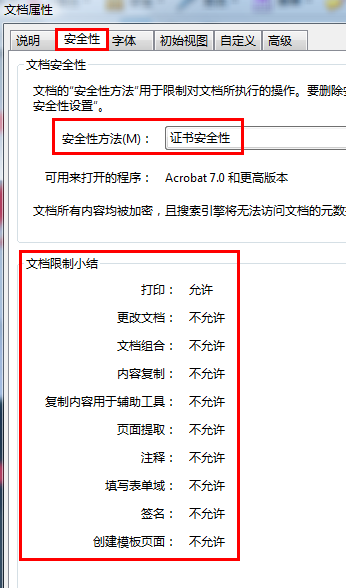 文档属性
说明 安全性 字体 初始视图 自定义 高级
文档安全性
文档的"安全性方法"用于限制对文档所执行的操作。要删除
安全性设置"。
安全性方法(M)： 证书安全性
可用来打开的程序： Acrobat 7.0 和更高版本
文档所有内容均被加密，且搜索引擎将无法访问文档的元数
文档限制小结
打印： 允许
更改文档： 不允许
文档组合： 不允许
内容复制： 不允许
复制内容用于辅助工具： 不允许
页面提取： 不允许
注释： 不允许
填写表单域： 不允许
签名： 不允许
创建模板页面： 不允许